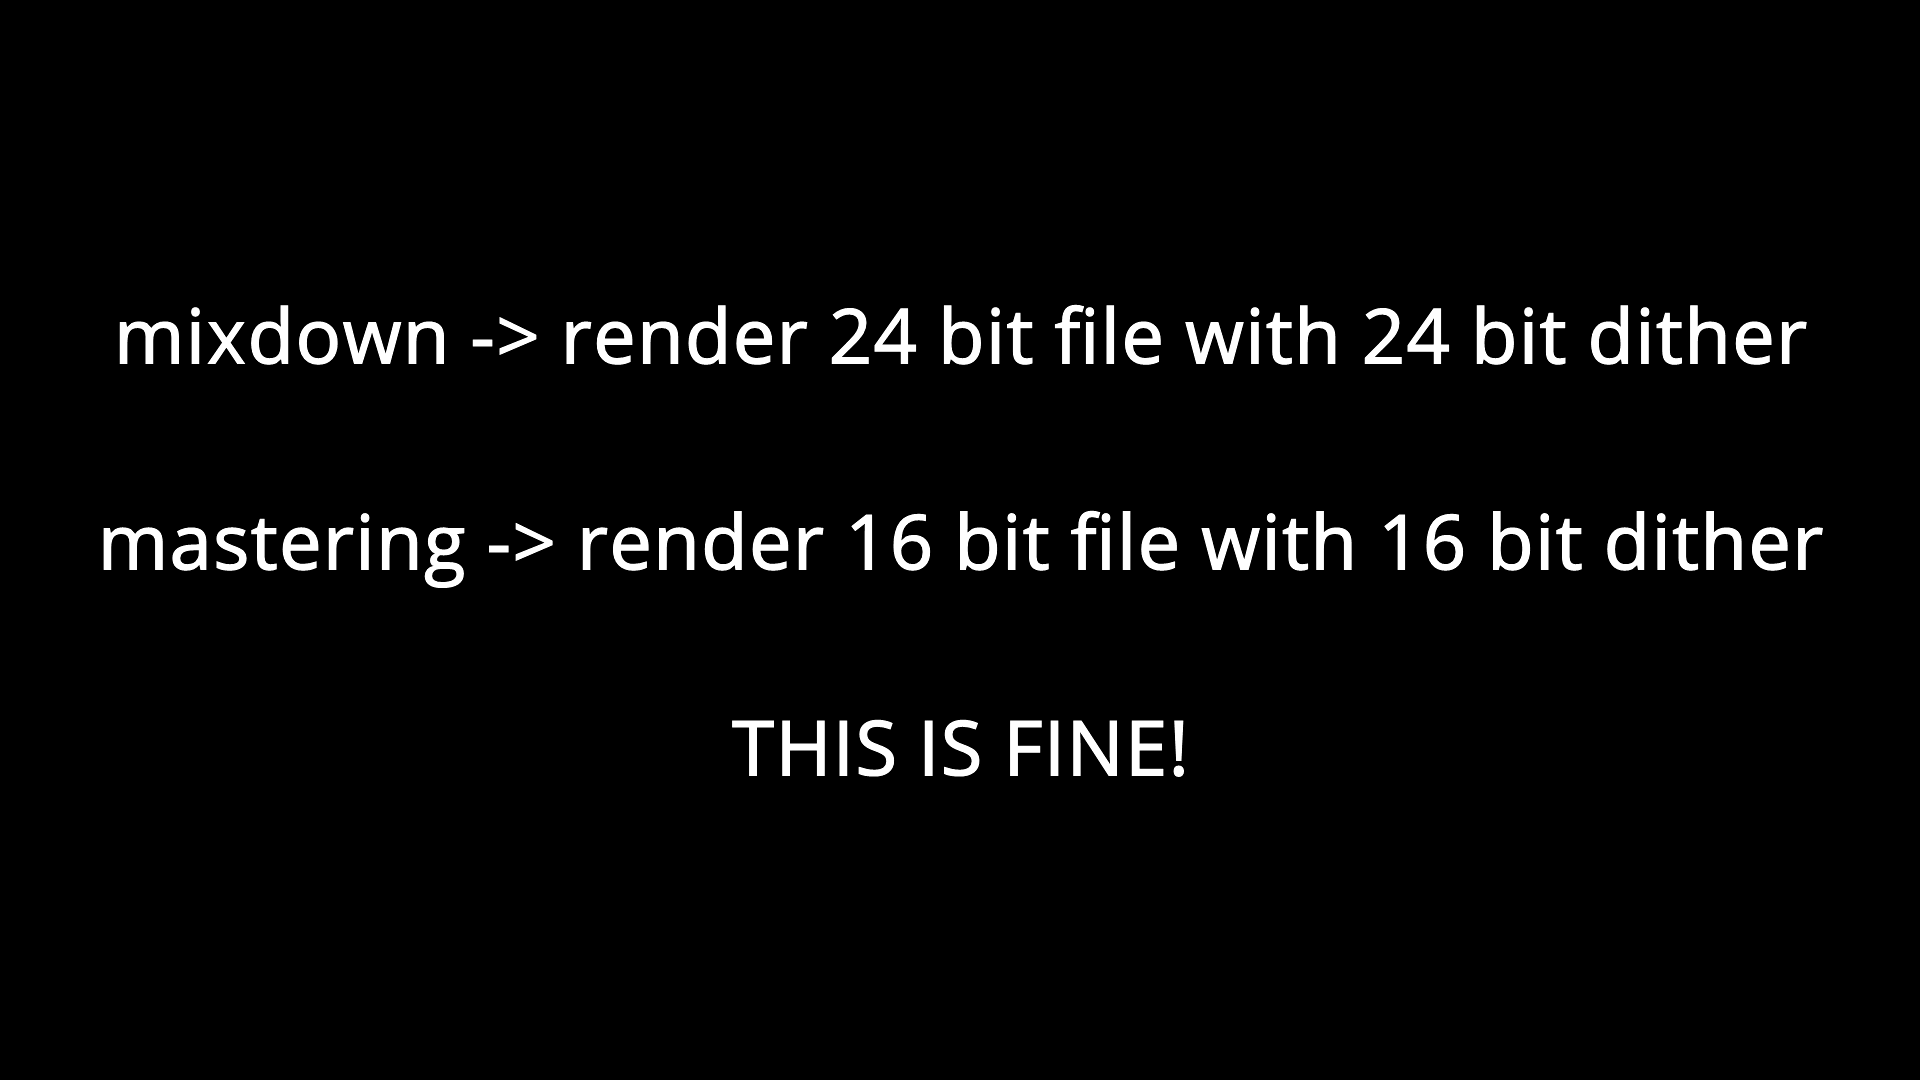 mixdown -> render 24 bit file with 24 bit dither
mastering -> render 16 bit file with 16 bit dither
THIS IS FINE!